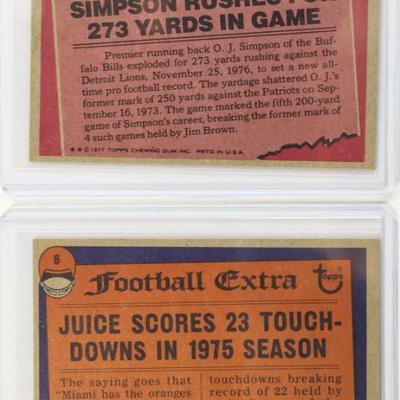 SIMPSON RUSHES FOR
273 YARDS IN GAME
Premier running back O. J. Simpson of the Buf-
falo Bills exploded for 273 yards rushing against the
Detroit Lions, November 25, 1976, to set a new all-
time pro football record. The yardage shattered O. J.'s
former mark of 250 yards against the Patriots on Sep-
tember 16, 1973. The game marked the fifth 200-yard
game of Simpson's career, breaking the former mark of
4 such games held by Jim Brown.
© 1977 TOPPS CHEWING GUM, INC. PRTD. IN U.S.A.
6
Football Extra
Topps
JUICE SCORES 23 TOUCH-
DOWNS IN 1975 SEASON
The saying goes that
"Miami has the oranges
touchdowns breaking
record of 22 held by